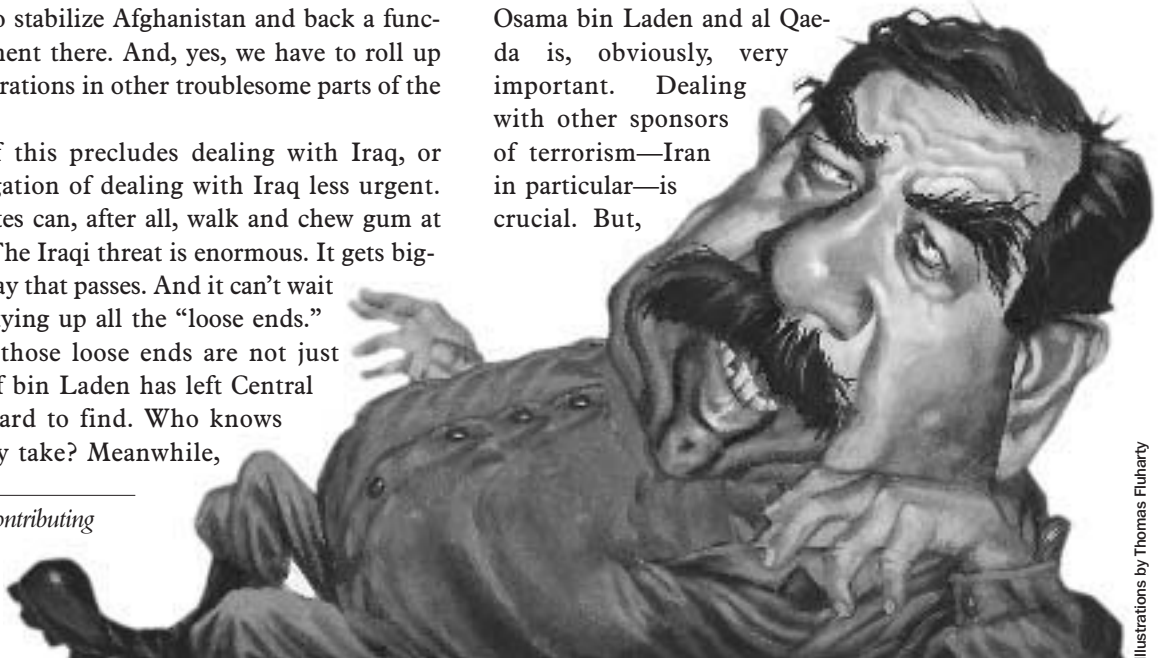 o stabilize Afghanistan and back a func-
ment there. And, yes, we have to roll up
rations in other troublesome parts of the
f this precludes dealing with Iraq, or
gation of dealing with Iraq less urgent.
tes can, after all, walk and chew gum at
The Iraqi threat is enormous. It gets big-
ay that passes. And it can’t wait
ying up all the “loose ends.”
those loose ends are not just
f bin Laden has left Central
ard to find. Who knows
y take? Meanwhile,
ontributing
Osama bin Laden and al Qae-
da is, obviously, very
important. Dealing
with other sponsors
of terrorism—Iran
in particular—is
crucial. But,
Illustrations by Thomas Fluharty